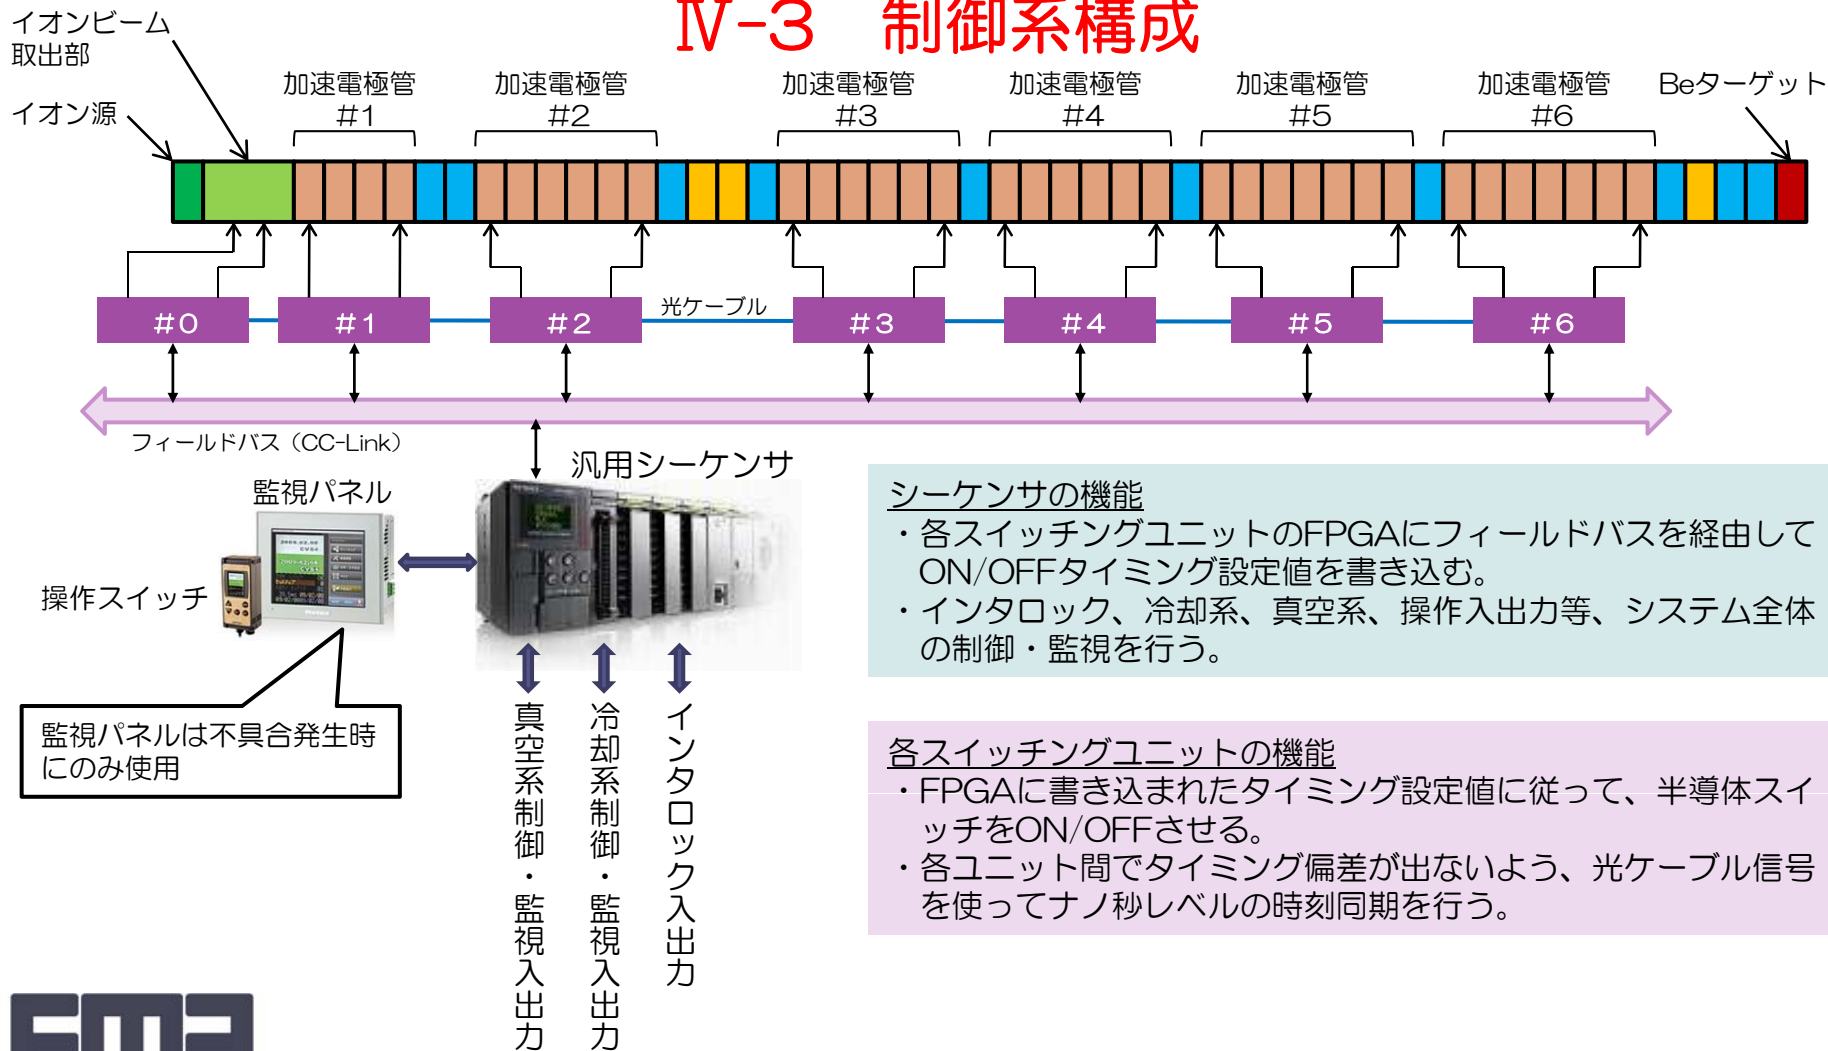 Ⅳ-3　制御系構成
イオンビーム
取出部
イオン源
加速電極管
#1
加速電極管
#2
加速電極管
#3
加速電極管
#4
加速電極管
#5
加速電極管
#6
Beターゲット
#0
#1
#2
光ケーブル
#3
#4
#5
#6
フィールドバス（CC-Link）
汎用シーケンサ
監視パネル
操作スイッチ
監視パネルは不具合発生時
にのみ使用
真空系制御・監視入出力
冷却系制御・監視入出力
インタロック入出力
シーケンサの機能
・各スイッチングユニットのFPGAにフィールドバスを経由して
ON/OFFタイミング設定値を書き込む。
・インタロック、冷却系、真空系、操作入出力等、システム全体
の制御・監視を行う。
各スイッチングユニットの機能
・FPGAに書き込まれたタイミング設定値に従って、半導体スイ
ッチをON/OFFさせる。
・各ユニット間でタイミング偏差が出ないよう、光ケーブル信号
を使ってナノ秒レベルの時刻同期を行う。